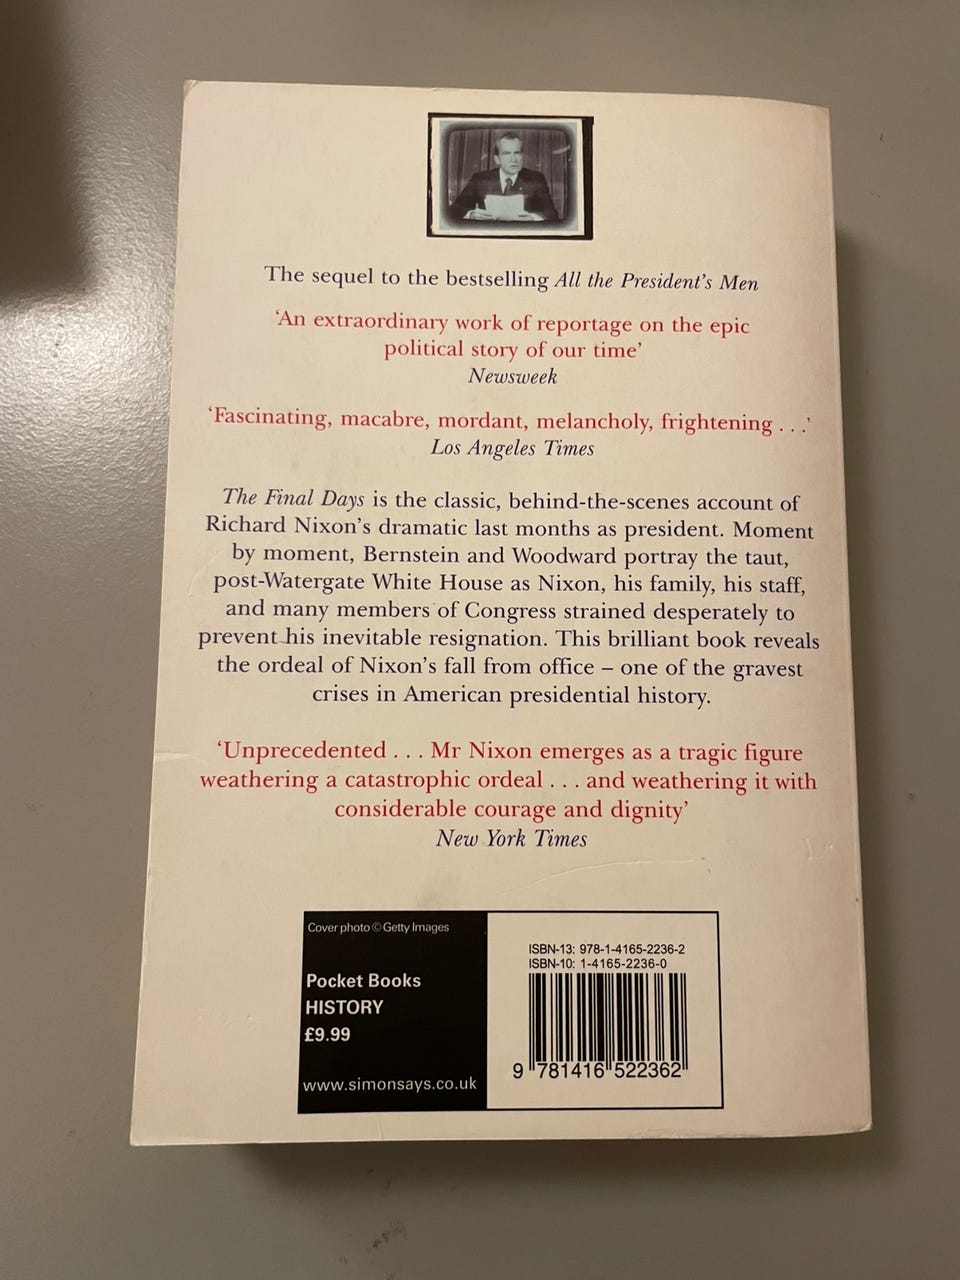 The sequel to the bestselling All the President's Men
'An extraordinary work of reportage on the epic
political story of our time'
Newsweek
'Fascinating, macabre, mordant, melancholy, frightening . . .'
Los Angeles Times
The Final Days is the classic, behind-the-scenes account of
Richard Nixon's dramatic last months as president. Moment
by moment, Bernstein and Woodward portray the taut,
post-Watergate White House as Nixon, his family, his staff,
and many members of Congress strained desperately to
prevent his inevitable resignation. This brilliant book reveals
the ordeal of Nixon's fall from office – one of the gravest
crises in American presidential history.
'Unprecedented . . . Mr Nixon emerges as a tragic figure
weathering a catastrophic ordeal . . . and weathering it with
considerable courage and dignity'
New York Times
Cover photo © Getty Images
Pocket Books
HISTORY
£9.99
www.simonsays.co.uk
ISBN-13: 978-1-4165-2236-2
ISBN-10: 1-4165-2236-0
9 781416 522362